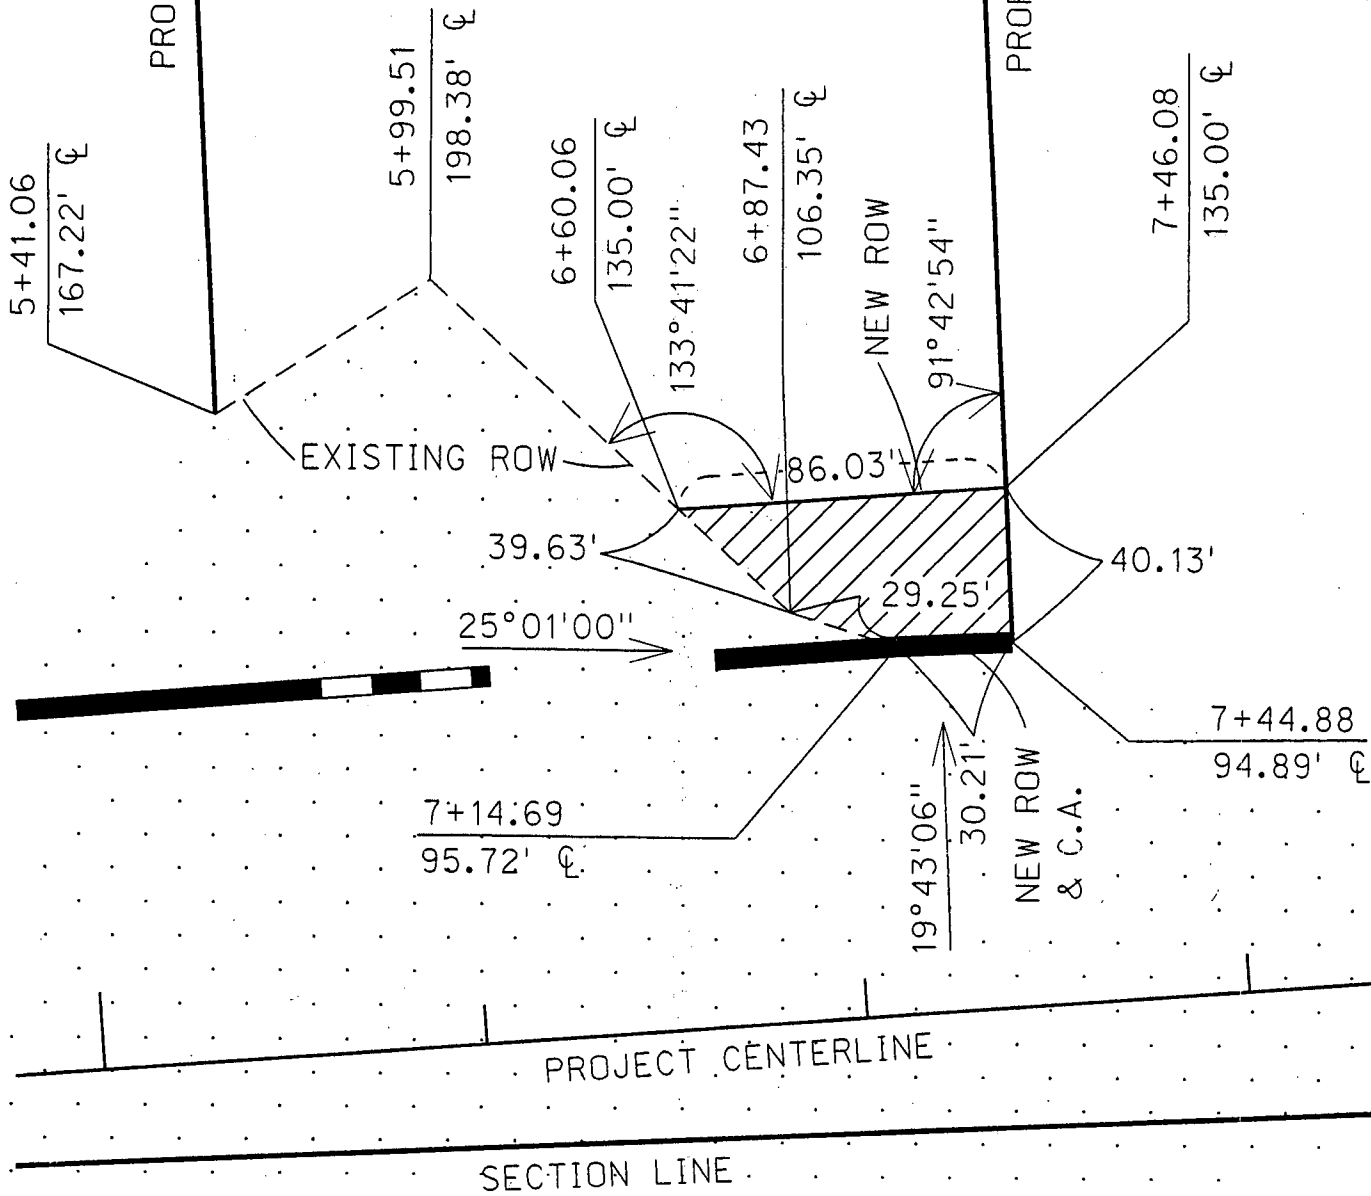 PRO
PROF
5+41.06
167.22' ℄
5+99.51
198.38' ℄
6+60.06
135.00' ℄
133°41'22"
6+87.43
106.35' ℄
NEW ROW
91°42'54"
7+46.08
135.00' ℄
EXISTING ROW
86.03'
39.63'
40.13'
29.25'
25°01'00"
7+44.88
94.89' ℄
7+14.69
95.72' ℄
19°43'06"
30.21'
NEW ROW
& C.A.
PROJECT CENTERLINE
SECTION LINE